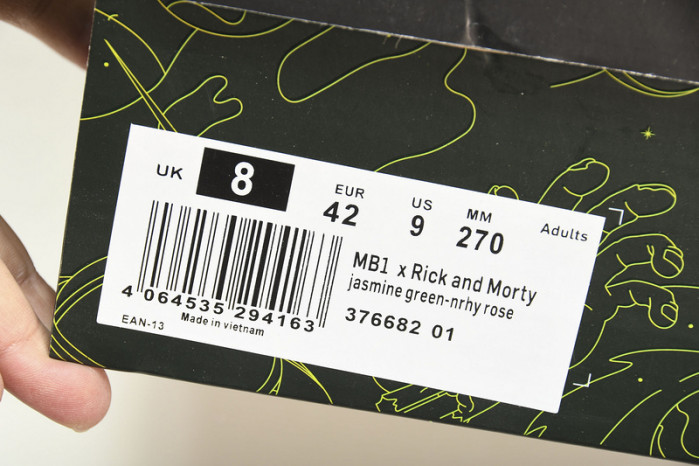 UK 8
EUR 42
US 9
MM 270
Adults
MB1 x Rick and Morty
jasmine green-nrhy rose
376682 01
4 064535 294163
EAN-13 Made in vietnam